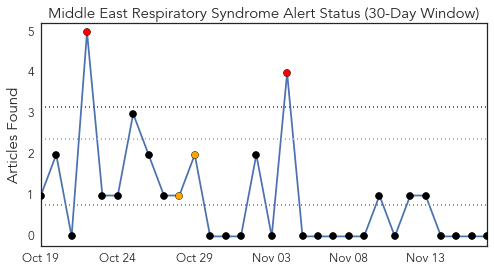 Middle East Respiratory Syndrome Alert Status (30-Day Window)
Articles Found
5
4
3
2
1
0
Oct 19 Oct 24 Oct 29 Nov 03 Nov 08 Nov 13